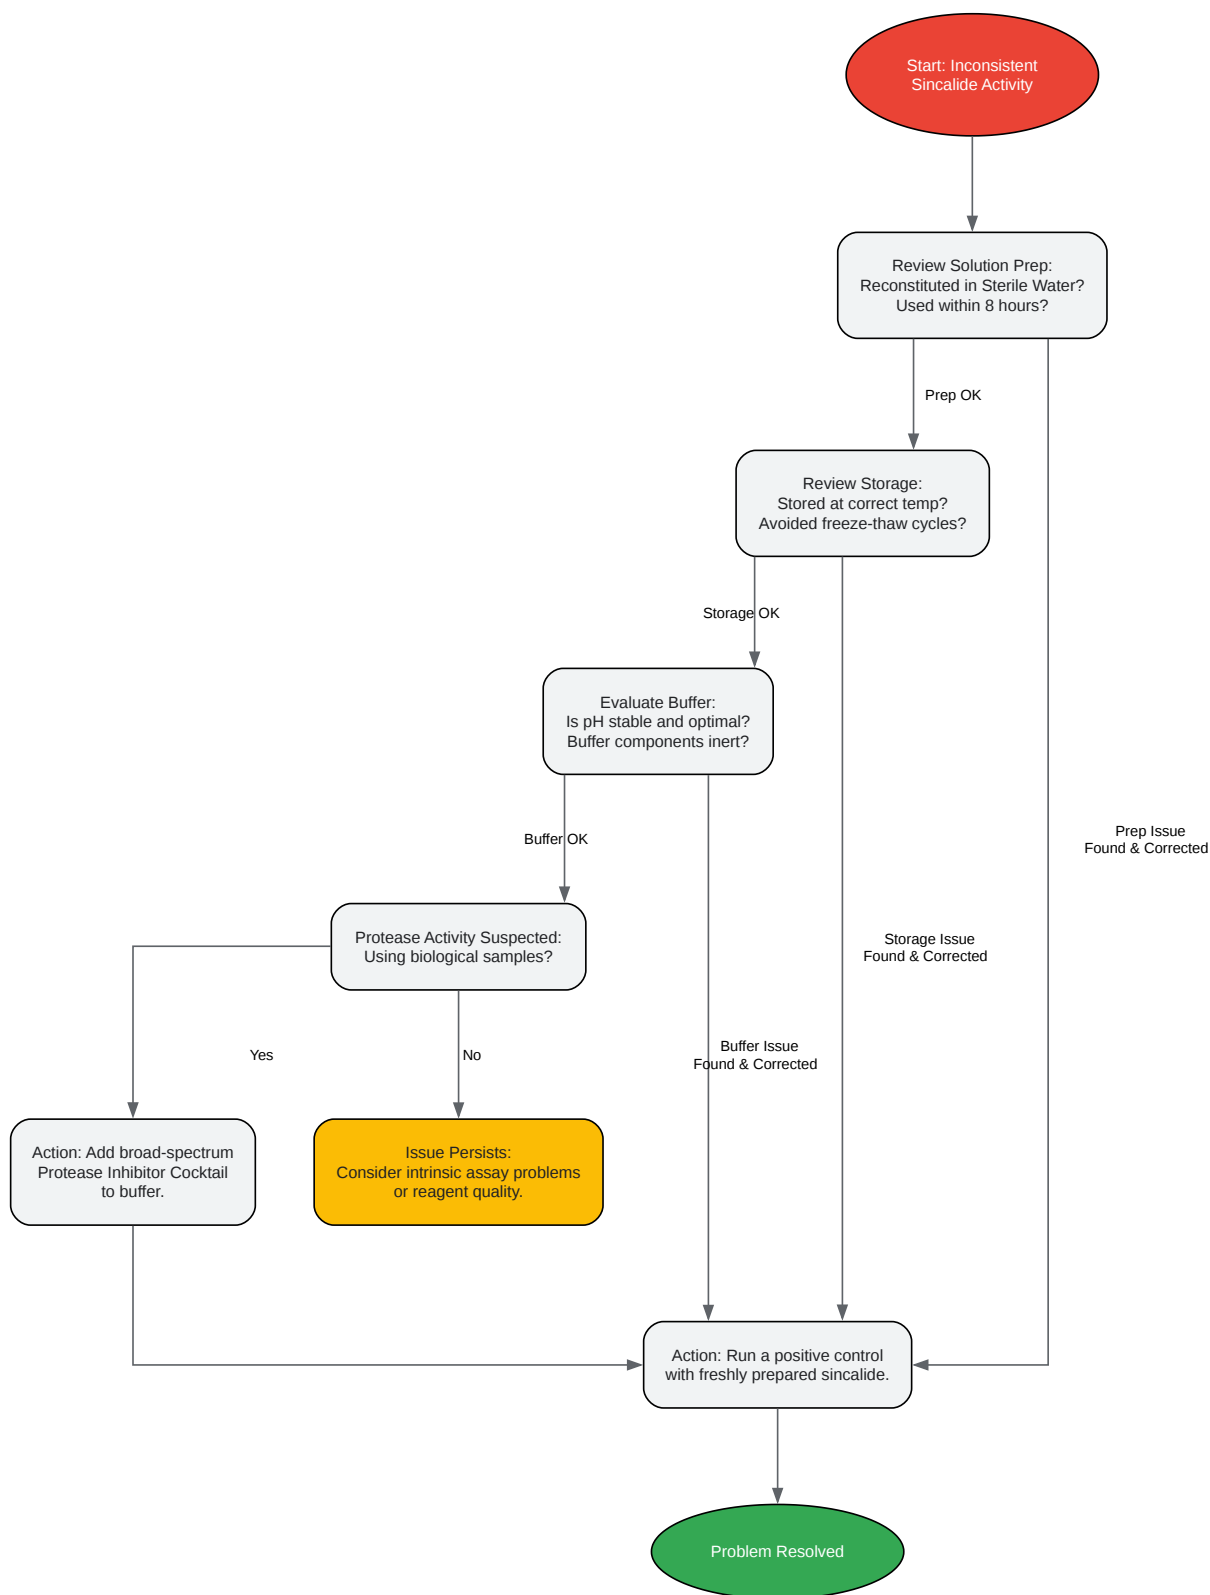 Start: Inconsistent
Sincalide Activity
Review Solution Prep:
Reconstituted in Sterile Water?
Used within 8 hours?
Prep OK
Review Storage:
Stored at correct temp?
Avoided freeze-thaw cycles?
Storage OK
Evaluate Buffer:
Is pH stable and optimal?
Buffer components inert?
Buffer OK
Prep Issue
Found & Corrected
Protease Activity Suspected:
Using biological samples?
Storage Issue
Found & Corrected
Yes
No
Buffer Issue
Found & Corrected
Action: Add broad-spectrum
Protease Inhibitor Cocktail
to buffer.
Issue Persists:
Consider intrinsic assay problems
or reagent quality.
Action: Run a positive control
with freshly prepared sincalide.
Problem Resolved